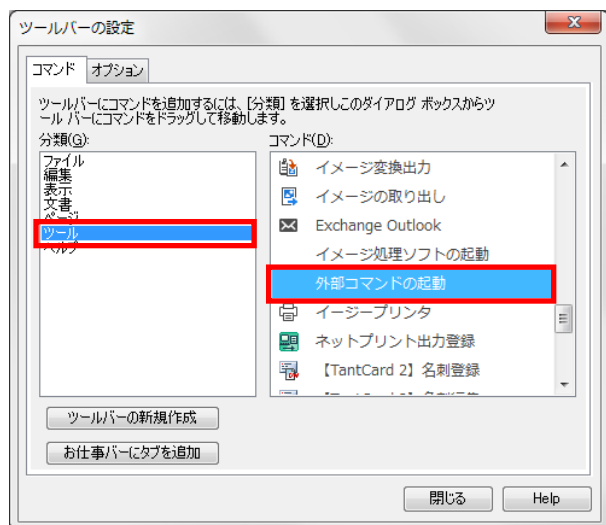 ツールバーの設定
コマンド オプション
ツールバーにコマンドを追加するには、[分類] を選択しこのダイアログ ボックスからツ
ール バーにコマンドをドラッグして移動します。
分類(G):
ファイル
編集
表示
文書
ページ
ツール
ヘルプ
コマンド(D):
イメージ変換出力
イメージの取り出し
Exchange Outlook
イメージ処理ソフトの起動
外部コマンドの起動
イージープリンタ
ネットプリント出力登録
【TantCard 2】名刺登録
ツールバーの新規作成
お仕事バーにタブを追加
閉じる Help